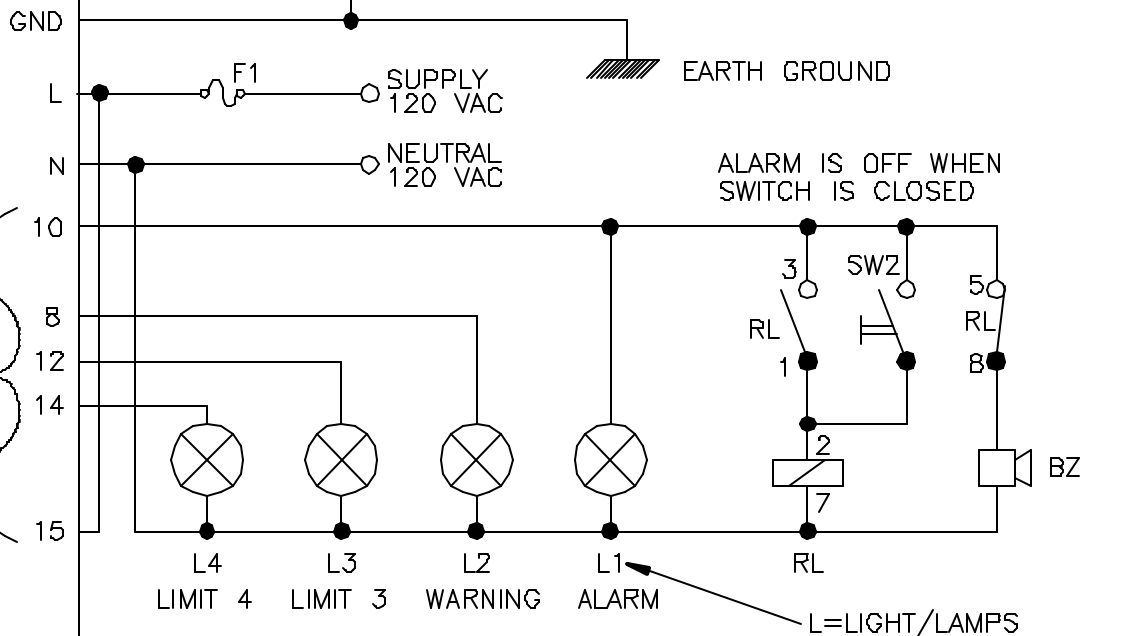 GND
EARTH GROUND
F1
L
SUPPLY
120 VAC
N
NEUTRAL
120 VAC
ALARM IS OFF WHEN
SWITCH IS CLOSED
10
3
SW2
5
8
RL
RL
12
1
8
14
2
BZ
7
15
L4
L3
L2
L1
RL
LIMIT 4
LIMIT 3
WARNING
ALARM
L=LIGHT/LAMPS